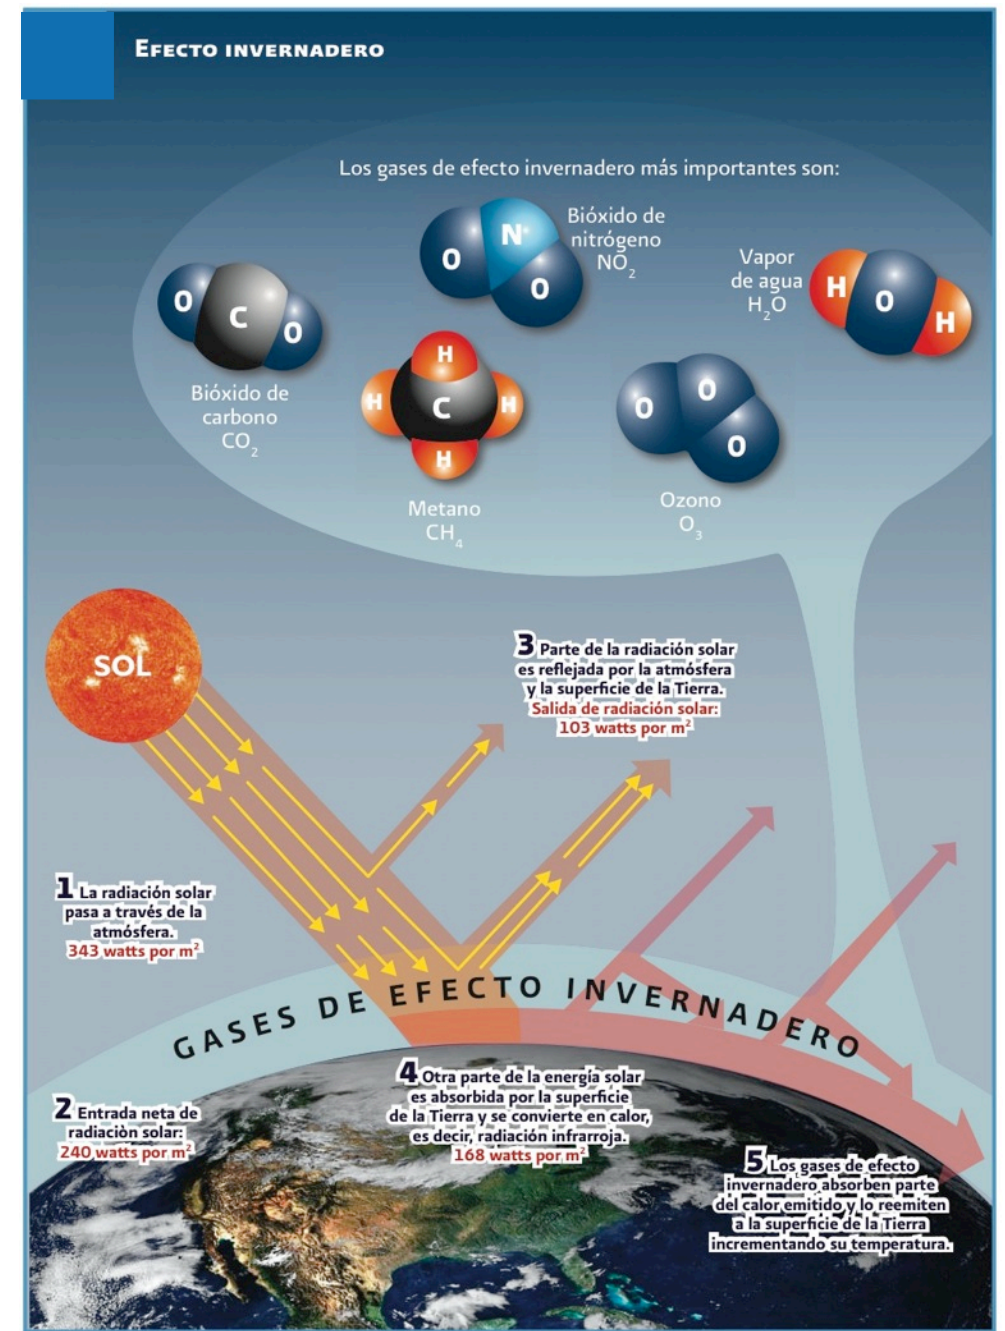 EFECTO INVERNADERO
Los gases de efecto invernadero más importantes son:
O C O
Bióxido de
carbono
CO₂
O N• O
Bióxido de
nitrógeno
NO₂
Vapor
de agua
H₂O
H O H
H
H C H
H
Metano
CH₄
O O O
Ozono
O₃
SOL
3 Parte de la radiación solar
es reflejada por la atmósfera
y la superficie de la Tierra.
Salida de radiación solar:
103 watts por m²
1 La radiación solar
pasa a través de la
atmósfera.
343 watts por m²
GASES DE EFECTO INVERNADERO
2 Entrada neta de
radiaciòn solar:
240 watts por m²
4 Otra parte de la energía solar
es absorbida por la superficie
de la Tierra y se convierte en calor,
es decir, radiación infrarroja.
168 watts por m²
5 Los gases de efecto
invernadero absorben parte
del calor emitido y lo reemiten
a la superficie de la Tierra
incrementando su temperatura.